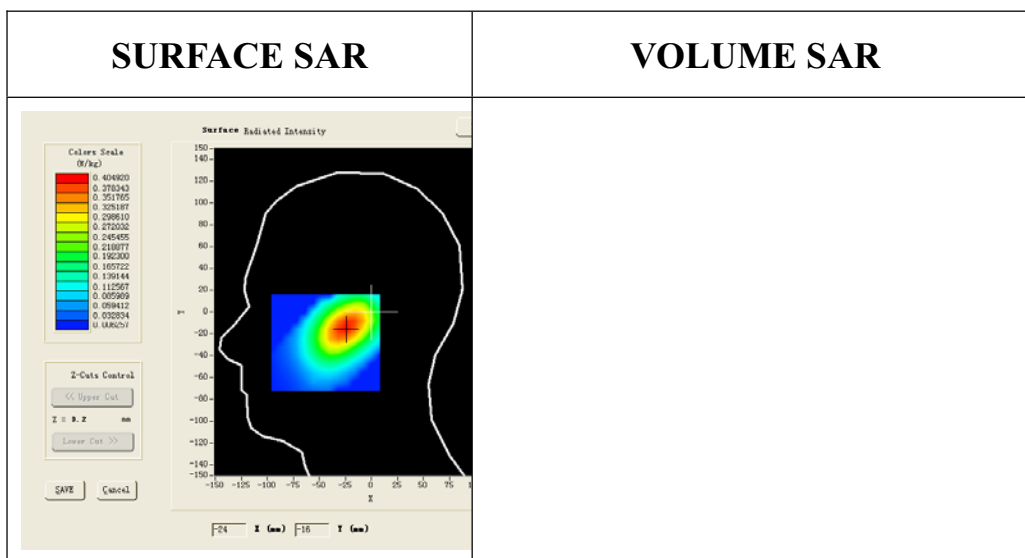 SURFACE SAR
VOLUME SAR
Surface Radiated Intensity
Colors Scale
(W/kg)
0.404920
0.378343
0.351765
0.325187
0.298610
0.272032
0.245455
0.218877
0.192300
0.165722
0.139144
0.112567
0.085989
0.059412
0.032834
0.006257
Z-Cuts Control
<< Upper Cut
Z = mm
Lower Cut >>
SAVE Cancel
150
140
120
100
80
60
40
20
Y 0
-20
-40
-60
-80
-100
-120
-140
-150
-150 -125 -100 -75 -50 -25 0 25 50 75
X
-24 X (mm) -16 Y (mm)